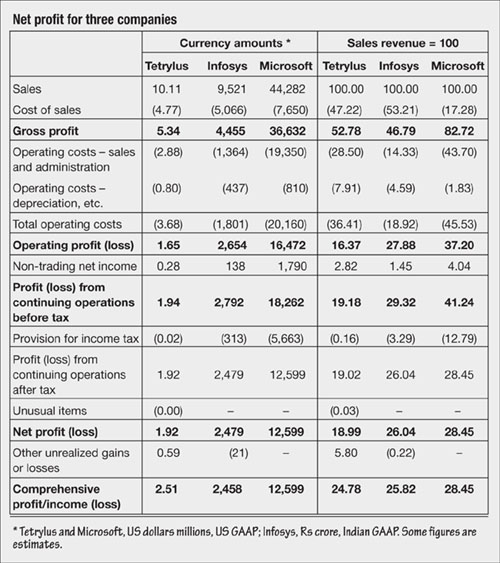 Net profit for three companies
Currency amounts * Sales revenue = 100
Tetrylus Infosys Microsoft Tetrylus Infosys Microsoft
Sales 10.11 9,521 44,282 100.00 100.00 100.00
Cost of sales (4.77) (5,066) (7,650) (47.22) (53.21) (17.28)
Gross profit 5.34 4,455 36,632 52.78 46.79 82.72
Operating costs – sales (2.88) (1,364) (19,350) (28.50) (14.33) (43.70)
and administration
Operating costs – (0.80) (437) (810) (7.91) (4.59) (1.83)
depreciation, etc.
Total operating costs (3.68) (1,801) (20,160) (36.41) (18.92) (45.53)
Operating profit (loss) 1.65 2,654 16,472 16.37 27.88 37.20
Non-trading net income 0.28 138 1,790 2.82 1.45 4.04
Profit (loss) from
continuing operations 1.94 2,792 18,262 19.18 29.32 41.24
before tax
Provision for income tax (0.02) (313) (5,663) (0.16) (3.29) (12.79)
Profit (loss) from
continuing operations 1.92 2,479 12,599 19.02 26.04 28.45
after tax
Unusual items (0.00) – – (0.03) – –
Net profit (loss) 1.92 2,479 12,599 18.99 26.04 28.45
Other unrealized gains 0.59 (21) – 5.80 (0.22) –
or losses
Comprehensive 2.51 2,458 12,599 24.78 25.82 28.45
profit/income (loss)
* Tetrylus and Microsoft, US dollars millions, US GAAP; Infosys, Rs crore, Indian GAAP. Some figures are
estimates.